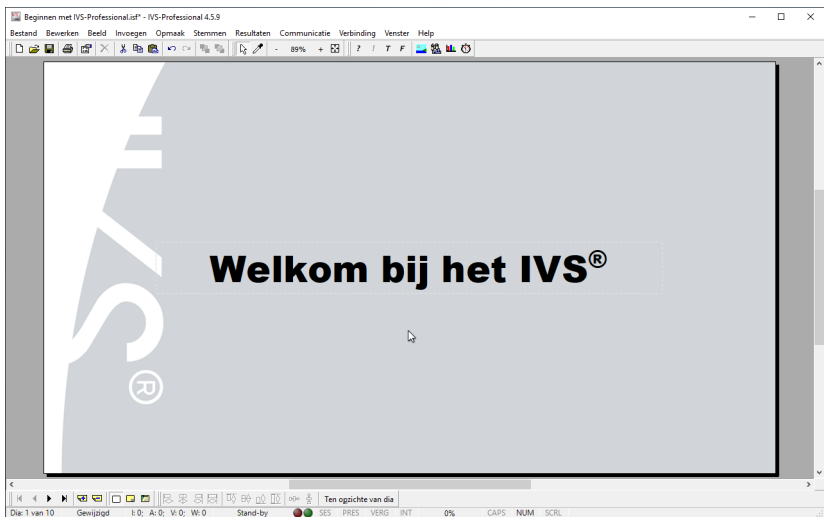 Beginnen met IVS-Professional.isf* - IVS-Professional 4.5.9
Bestand Bewerken Beeld Invoegen Opmaak Stemmen Resultaten Communicatie Verbinding Venster Help
- 89% + ? ! T F
IVS®
Welkom bij het IVS®
Ten opzichte van dia
Dia: 1 van 10 Gewijzigd I: 0; A: 0; V: 0; W: 0 Stand-by SES PRES VERG INT 0% CAPS NUM SCRL